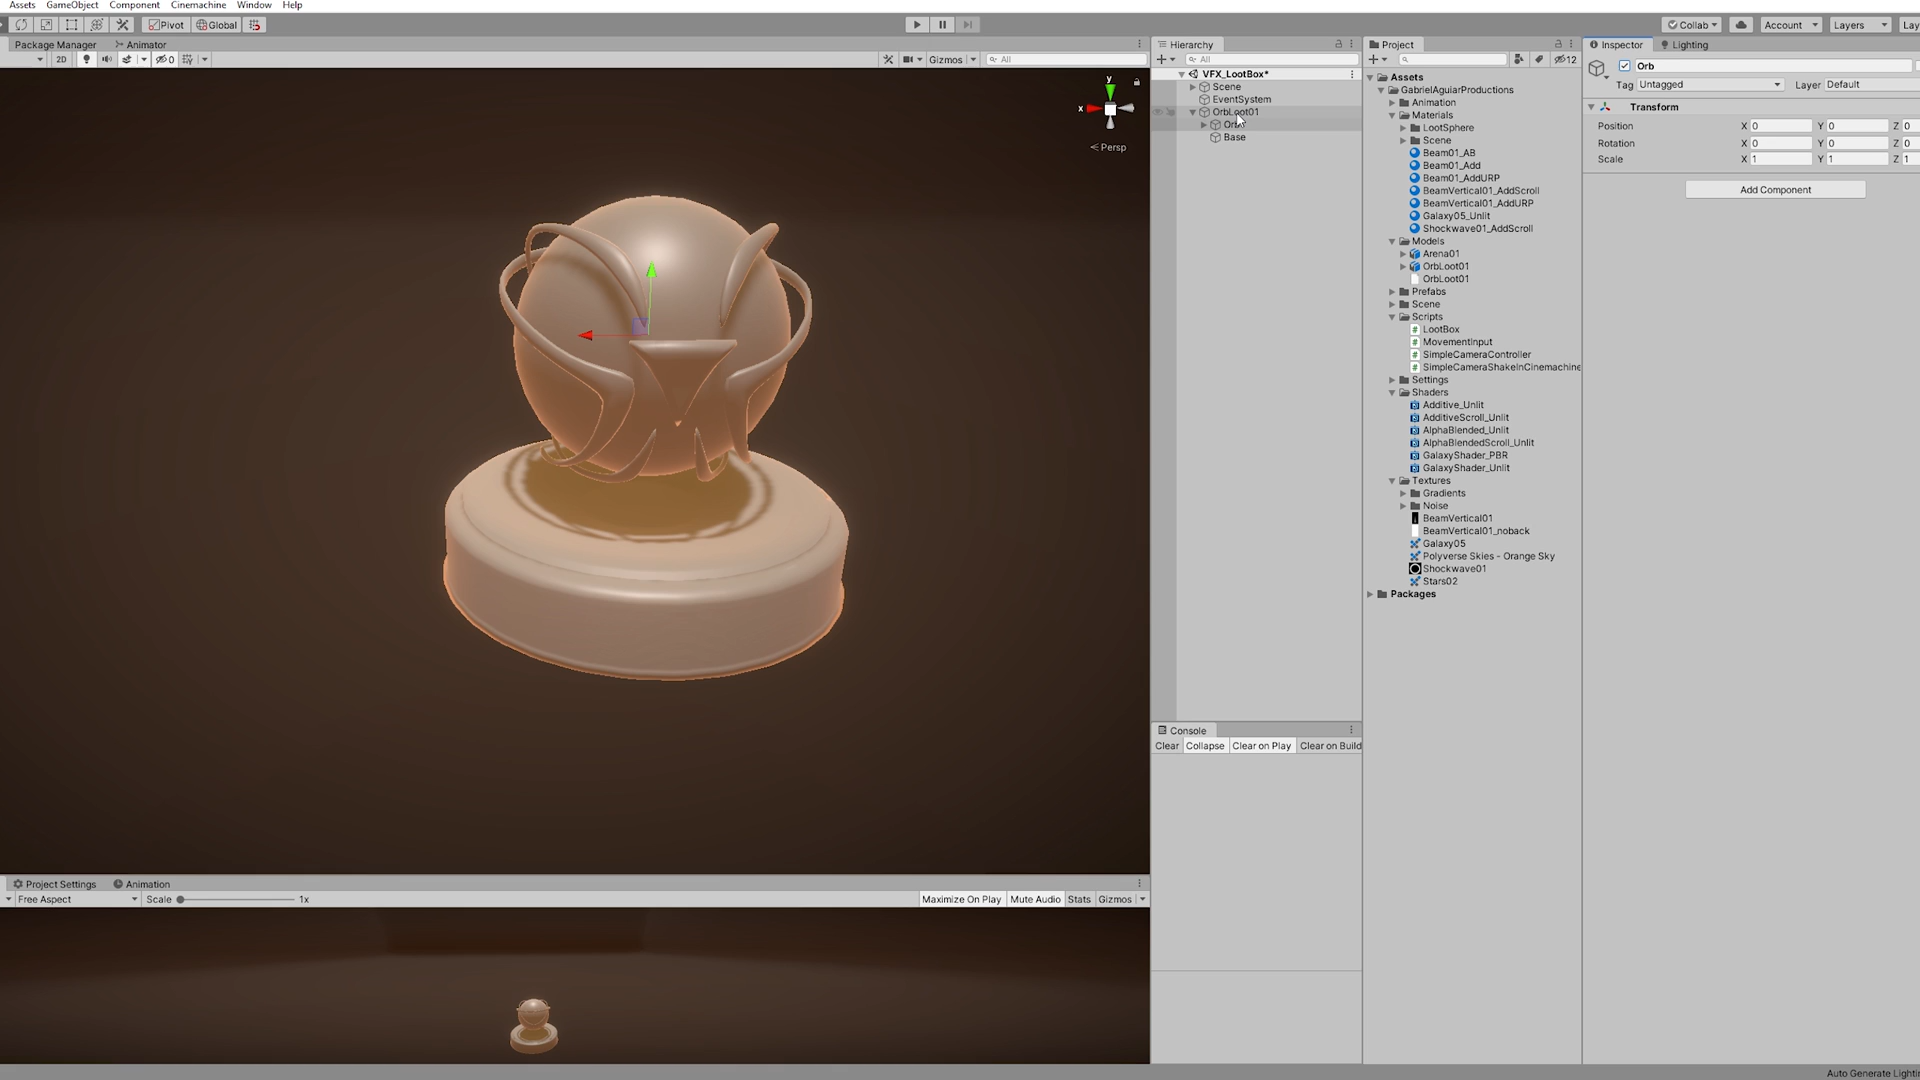 Assets GameObject Component Cinemachine Window Help
Pivot Global Collab Account Layers Lay
Package Manager Animator
2D 0 Gizmos All
y
x
Persp
Project Settings Animation
Free Aspect Scale 1x Maximize On Play Mute Audio Stats Gizmos
Hierarchy
All
VFX_LootBox*
Scene
EventSystem
OrbLoot01
Orb
Base
Console
Clear Collapse Clear on Play Clear on Build
Project
12
Assets
GabrielAguiarProductions
Animation
Materials
LootSphere
Scene
Beam01_AB
Beam01_Add
Beam01_AddURP
BeamVertical01_AddScroll
BeamVertical01_AddURP
Galaxy05_Unlit
Shockwave01_AddScroll
Models
Arena01
OrbLoot01
OrbLoot01
Prefabs
Scene
Scripts
LootBox
MovementInput
SimpleCameraController
SimpleCameraShakeInCinemachine
Settings
Shaders
Additive_Unlit
AdditiveScroll_Unlit
AlphaBlended_Unlit
AlphaBlendedScroll_Unlit
GalaxyShader_PBR
GalaxyShader_Unlit
Textures
Gradients
Noise
BeamVertical01
BeamVertical01_noback
Galaxy05
Polyverse Skies - Orange Sky
Shockwave01
Stars02
Packages
Inspector Lighting
Orb
Tag Untagged Layer Default
Transform
Position X 0 Y 0 Z 0
Rotation X 0 Y 0 Z 0
Scale X 1 Y 1 Z 1
Add Component
Auto Generate Lighti